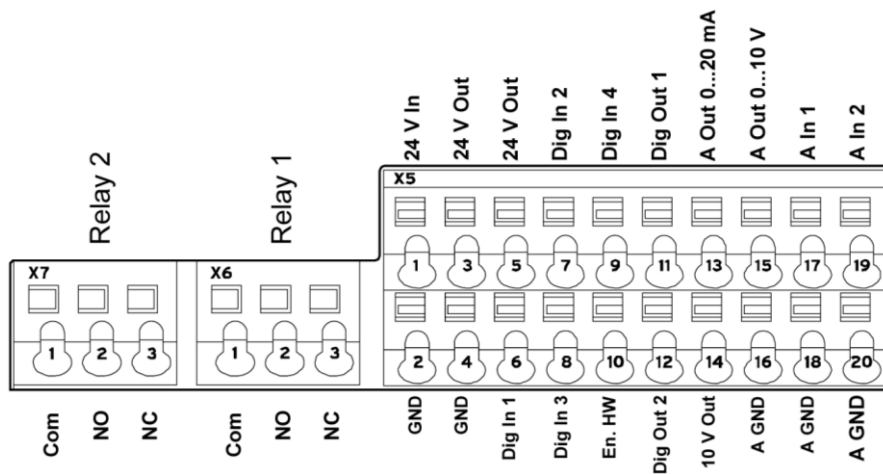 24 V In
24 V Out
24 V Out
Dig In 2
Dig In 4
Dig Out 1
A Out 0...20 mA
A Out 0...10 V
A In 1
A In 2
Relay 2
Relay 1
X5
1 3 5 7 9 11 13 15 17 19
X7
X6
1 2 3
1 2 3
2 4 6 8 10 12 14 16 18 20
Com
NO
NC
Com
NO
NC
GND
GND
Dig In 1
Dig In 3
En. HW
Dig Out 2
10 V Out
A GND
A GND
A GND